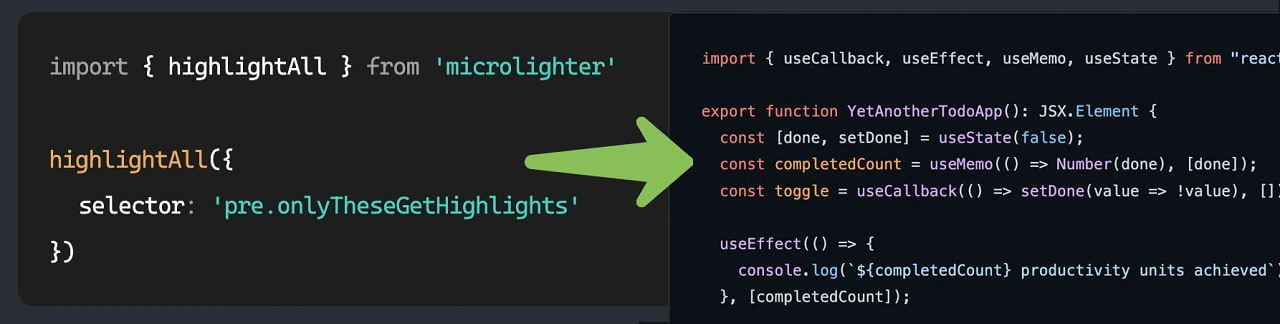 import { highlightAll } from 'microlighter'
highlightAll({
selector: 'pre.onlyTheseGetHighlights'
})
import { useCallback, useEffect, useMemo, useState } from "react
export function YetAnotherTodoApp(): JSX.Element {
const [done, setDone] = useState(false);
const completedCount = useMemo(() => Number(done), [done]);
const toggle = useCallback(() => setDone(value => !value), [])
useEffect(() => {
console.log(`${completedCount} productivity units achieved`)
}, [completedCount]);